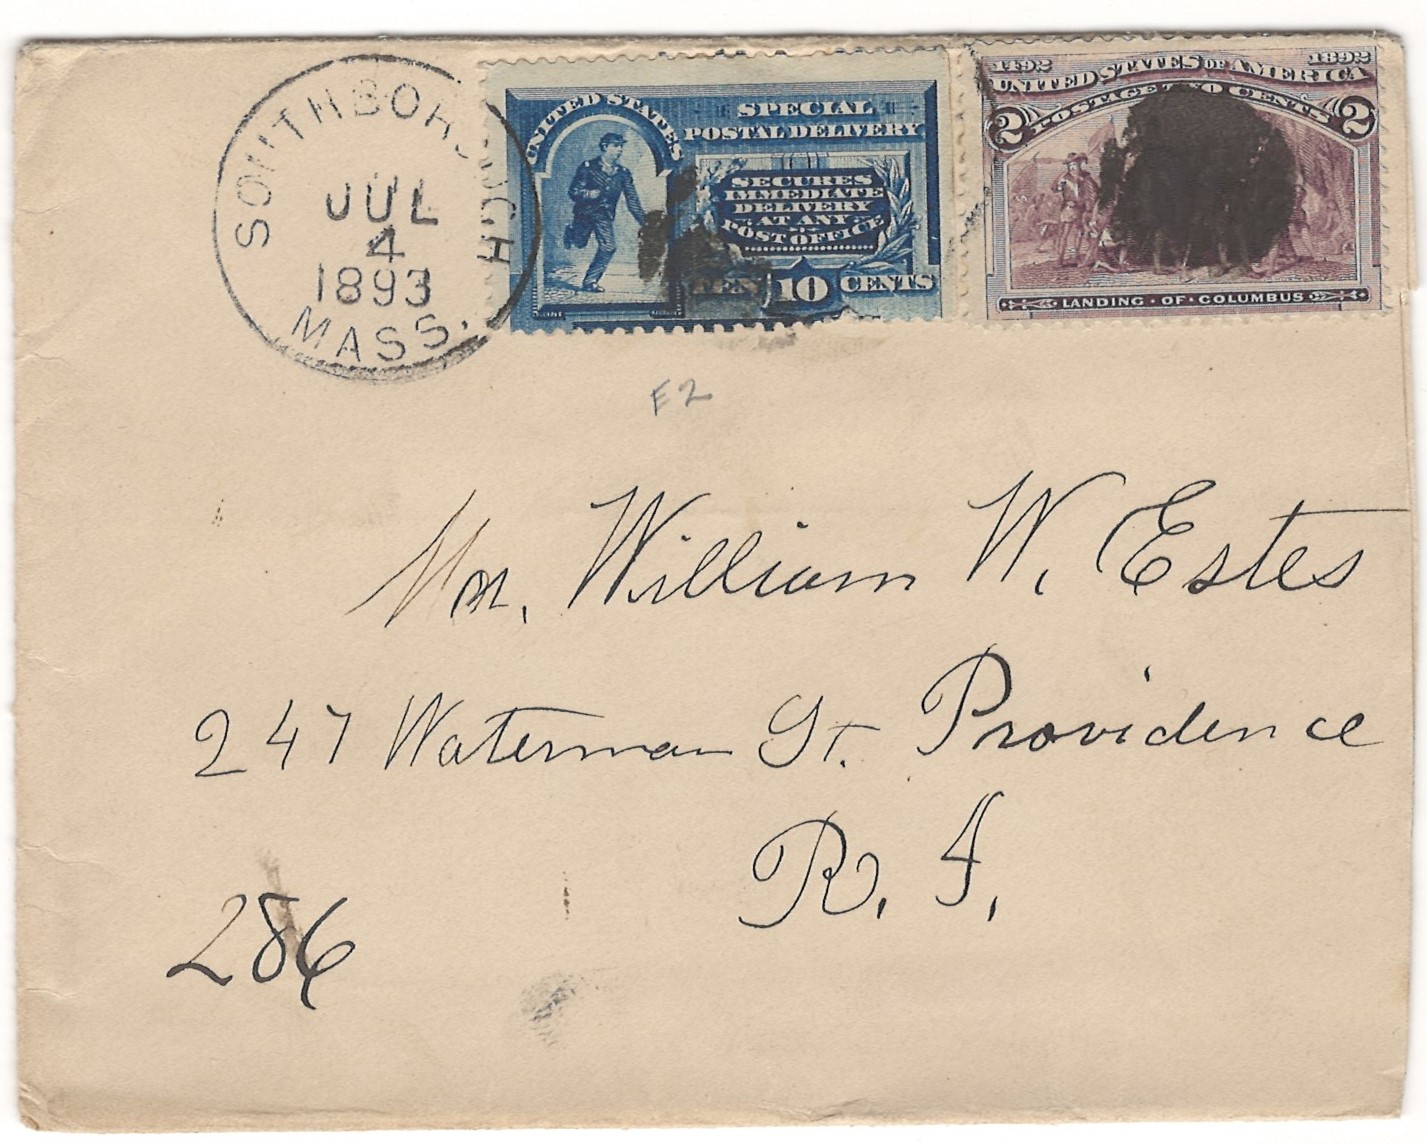 SOUTHBOROUGH
JUL
4
1893
MASS.
UNITED STATES
SPECIAL
POSTAL DELIVERY
SECURES
IMMEDIATE
DELIVERY
AT ANY
POST OFFICE
TEN 10 CENTS
1492 1892
UNITED STATES OF AMERICA
2 POSTAGE TWO CENTS 2
LANDING · OF · COLUMBUS
E2
Mr. William W. Estes
247 Waterman St. Providence
R. I.
286